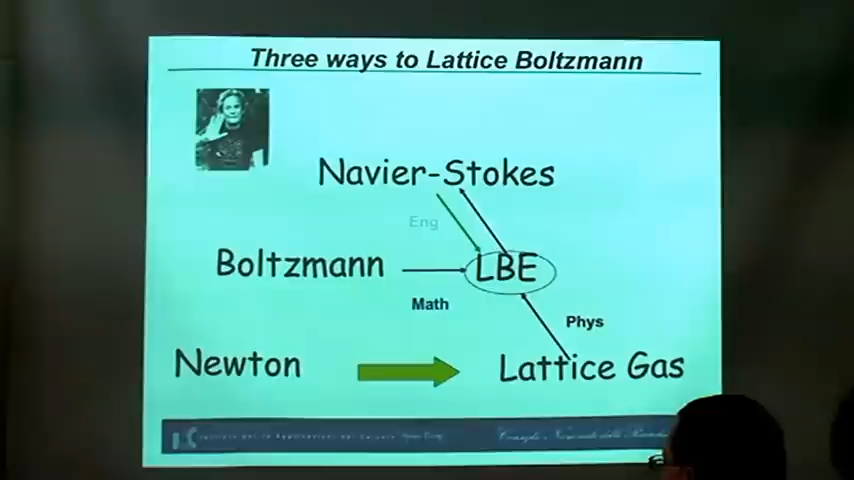 Three ways to Lattice Boltzmann
Navier-Stokes
Eng
Boltzmann
LBE
Math
Phys
Newton
Lattice Gas